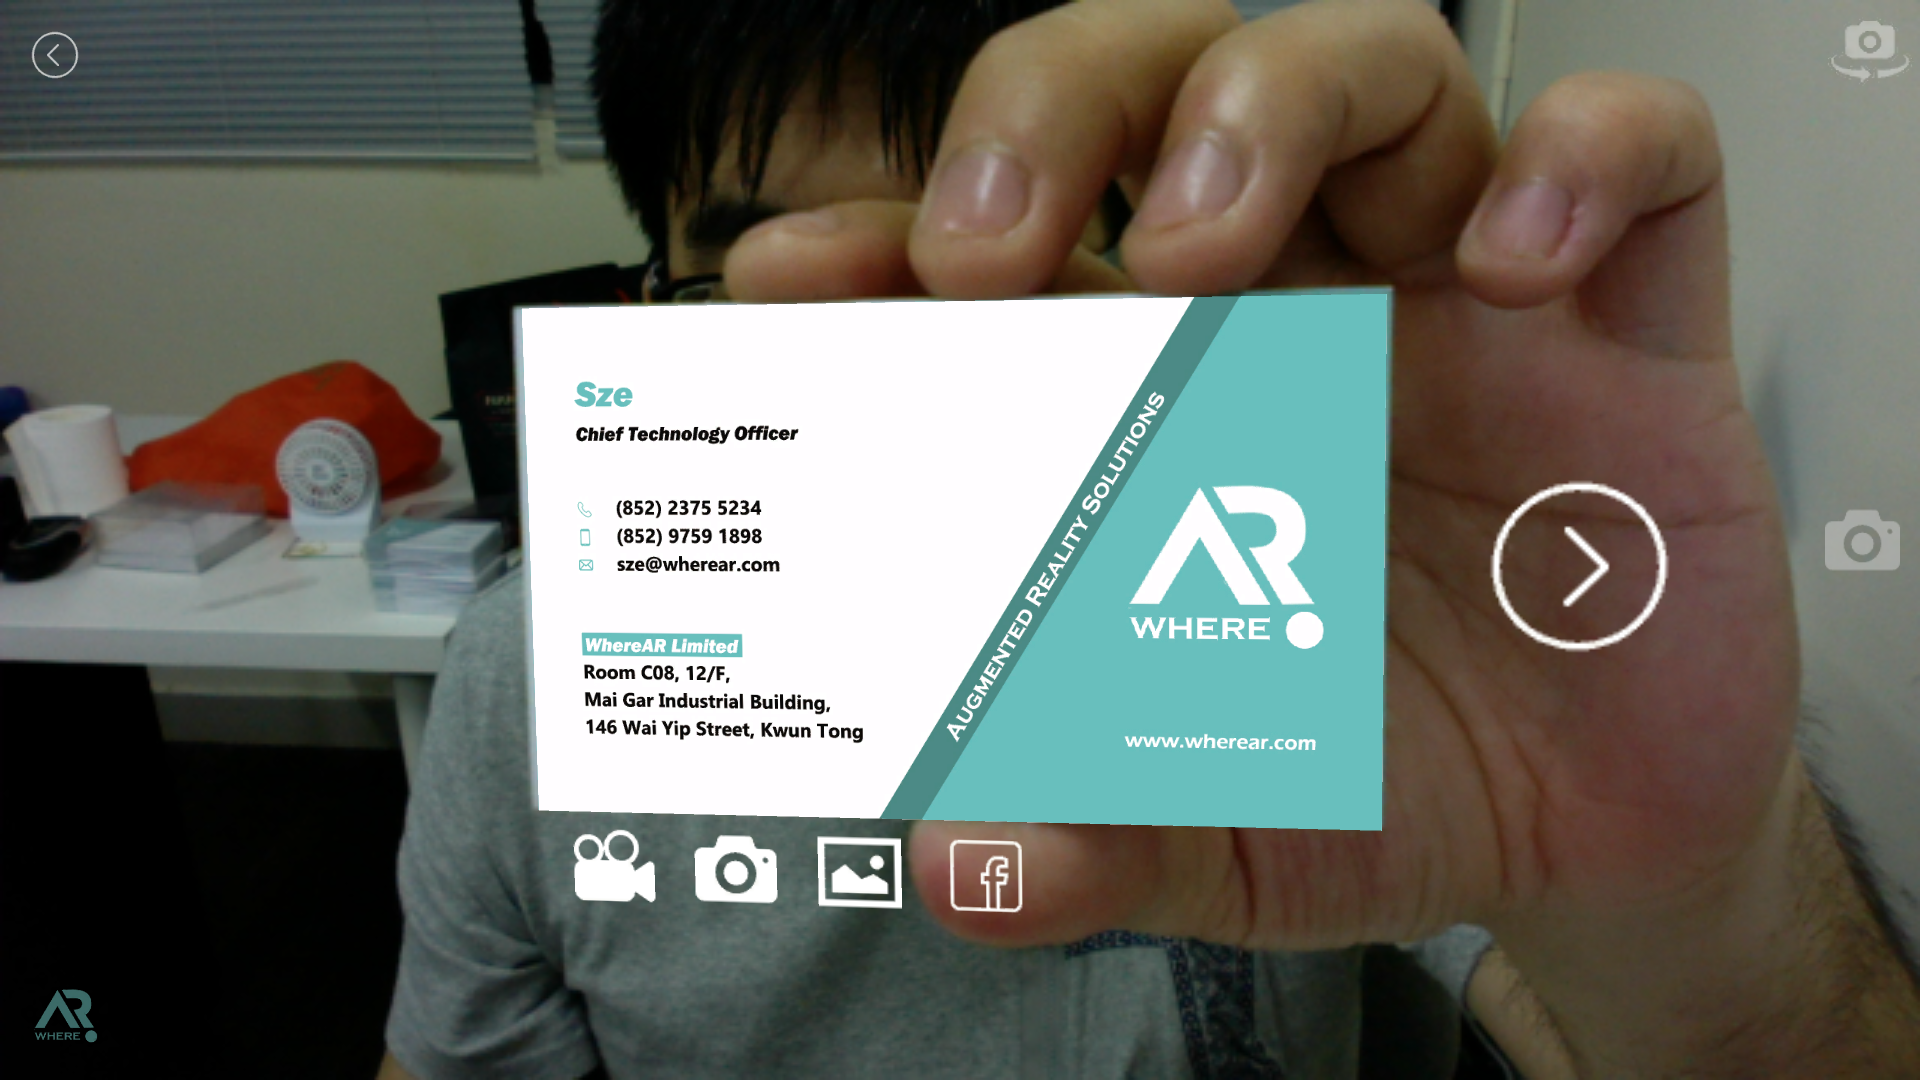 Sze
Chief Technology Officer
(852) 2375 5234
(852) 9759 1898
sze@wherear.com
WhereAR Limited
Room C08, 12/F,
Mai Gar Industrial Building,
146 Wai Yip Street, Kwun Tong
AUGMENTED REALITY SOLUTIONS
AR
WHERE
www.wherear.com
AR
WHERE